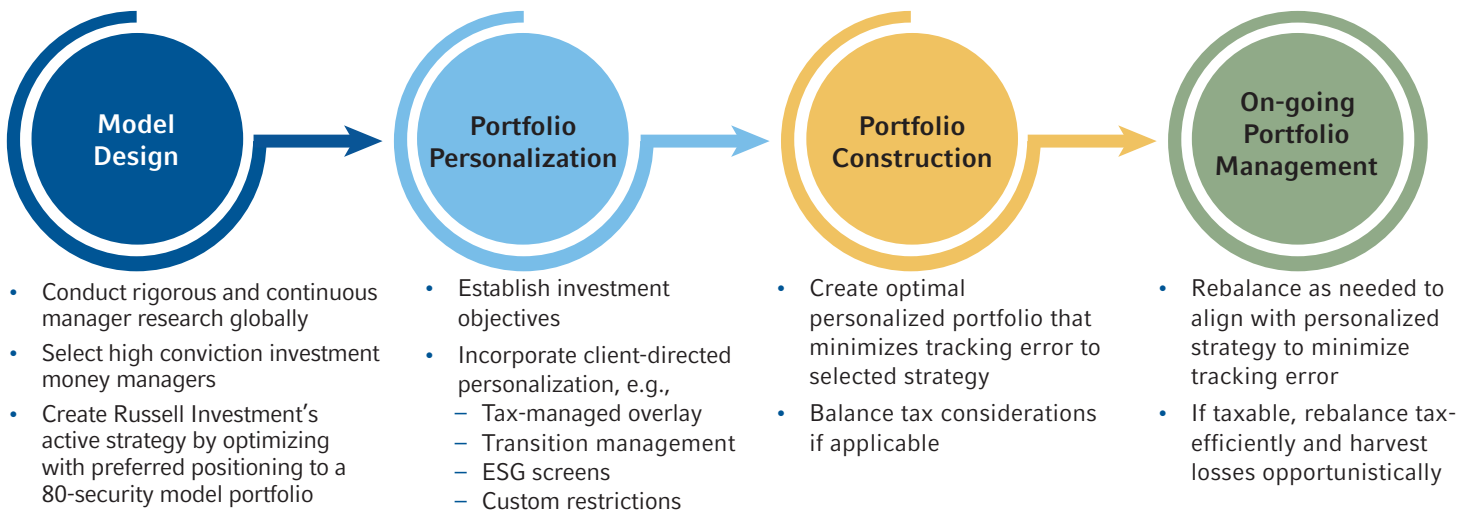 Model
Design
Portfolio
Personalization
Portfolio
Construction
On-going
Portfolio
Management
• Conduct rigorous and continuous
manager research globally
• Select high conviction investment
money managers
• Create Russell Investment's
active strategy by optimizing
with preferred positioning to a
80-security model portfolio
• Establish investment
objectives
• Incorporate client-directed
personalization, e.g.,
– Tax-managed overlay
– Transition management
– ESG screens
– Custom restrictions
• Create optimal
personalized portfolio that
minimizes tracking error to
selected strategy
• Balance tax considerations
if applicable
• Rebalance as needed to
align with personalized
strategy to minimize
tracking error
• If taxable, rebalance tax-
efficiently and harvest
losses opportunistically